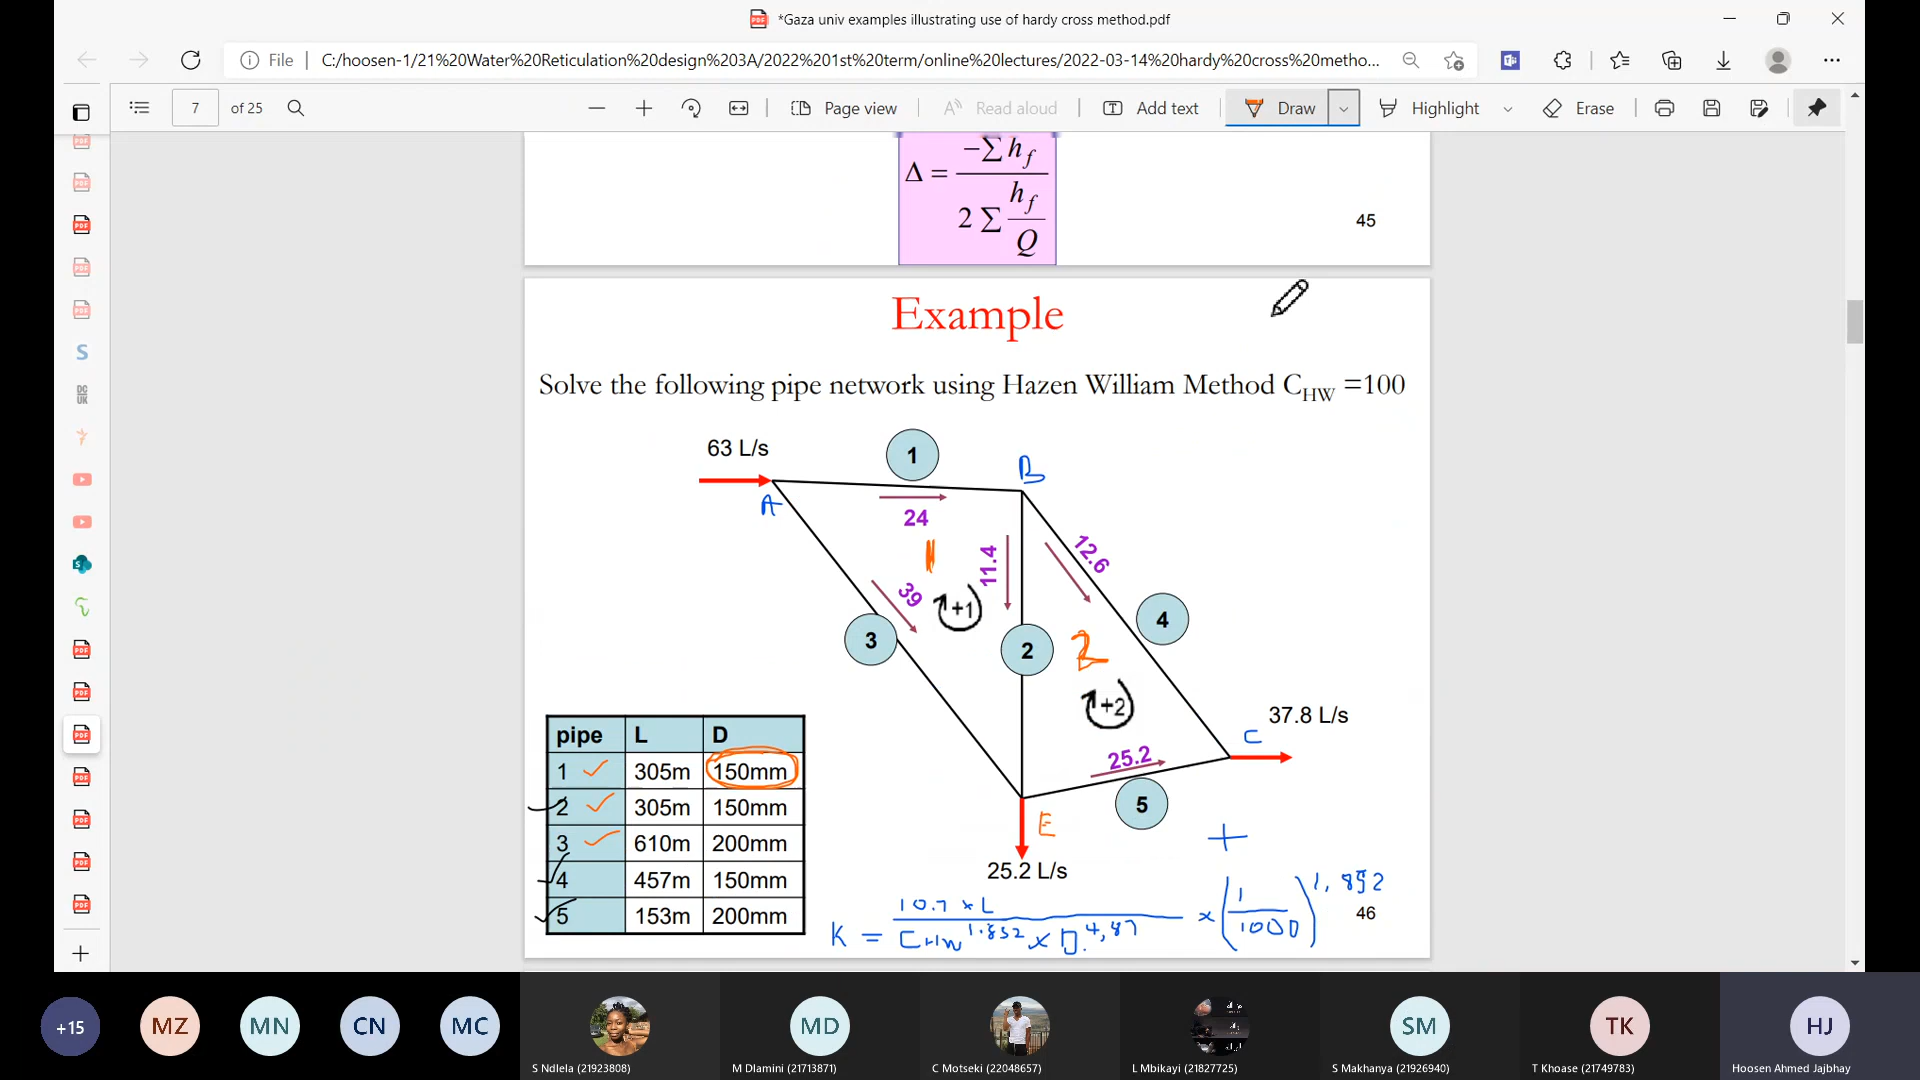 *Gaza univ examples illustrating use of hardy cross method.pdf
File
C:/hoosen-1/21%20Water%20Reticulation%20design%203A/2022%201st%20term/online%20lectures/2022-03-14%20hardy%20cross%20metho...
7 of 25
Page view
Read aloud
Add text
Draw
Highlight
Erase
Δ = −∑ h_f / 2 ∑ h_f / Q
45
Example
Solve the following pipe network using Hazen William Method C_HW =100
63 L/s
1
B
A
24
11.4
12.6
39
+1
3
2
2
4
+2
37.8 L/s
C
25.2
5
E
25.2 L/s
+
pipe L D
1 305m 150mm
2 305m 150mm
3 610m 200mm
4 457m 150mm
5 153m 200mm
K = 10.7 × L / CHW^1.852 × D^4,87 × (1/1000)^1,852
46
S
DC UK
+15
MZ
MN
CN
MC
MD
SM
TK
HJ
S Ndlela (21923808)
M Dlamini (21713871)
C Motseki (22048657)
L Mbikayi (21827725)
S Makhanya (21926940)
T Khoase (21749783)
Hoosen Ahmed Jajbhay